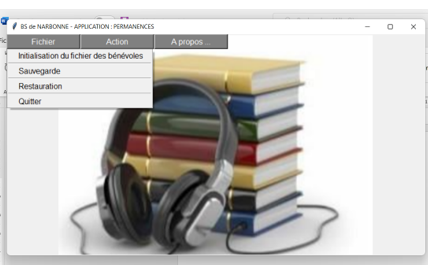 BS de NARBONNE - APPLICATION : PERMANENCES
Fichier Action A propos ...
Initialisation du fichier des bénévoles
Sauvegarde
Restauration
Quitter